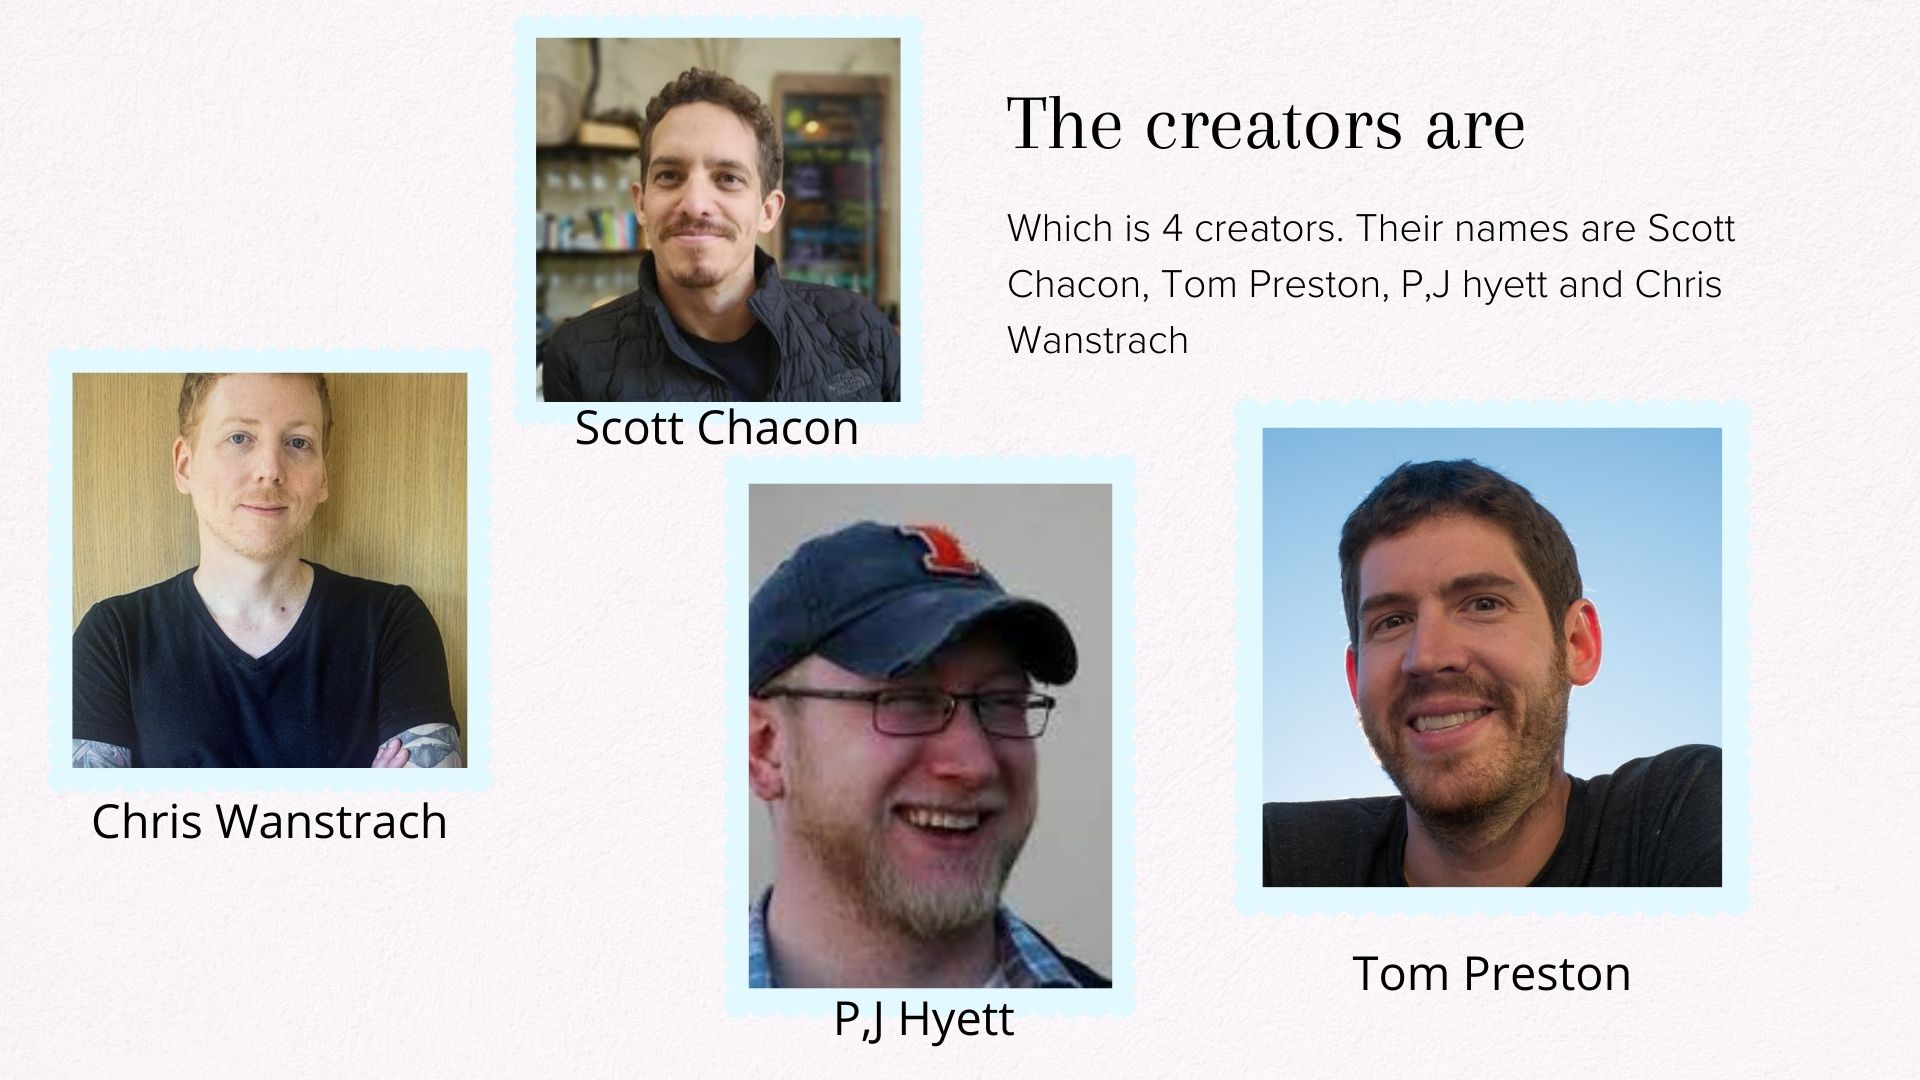 The creators are
Which is 4 creators. Their names are Scott
Chacon, Tom Preston, P,J hyett and Chris
Wanstrach
Scott Chacon
Chris Wanstrach
P,J Hyett
Tom Preston